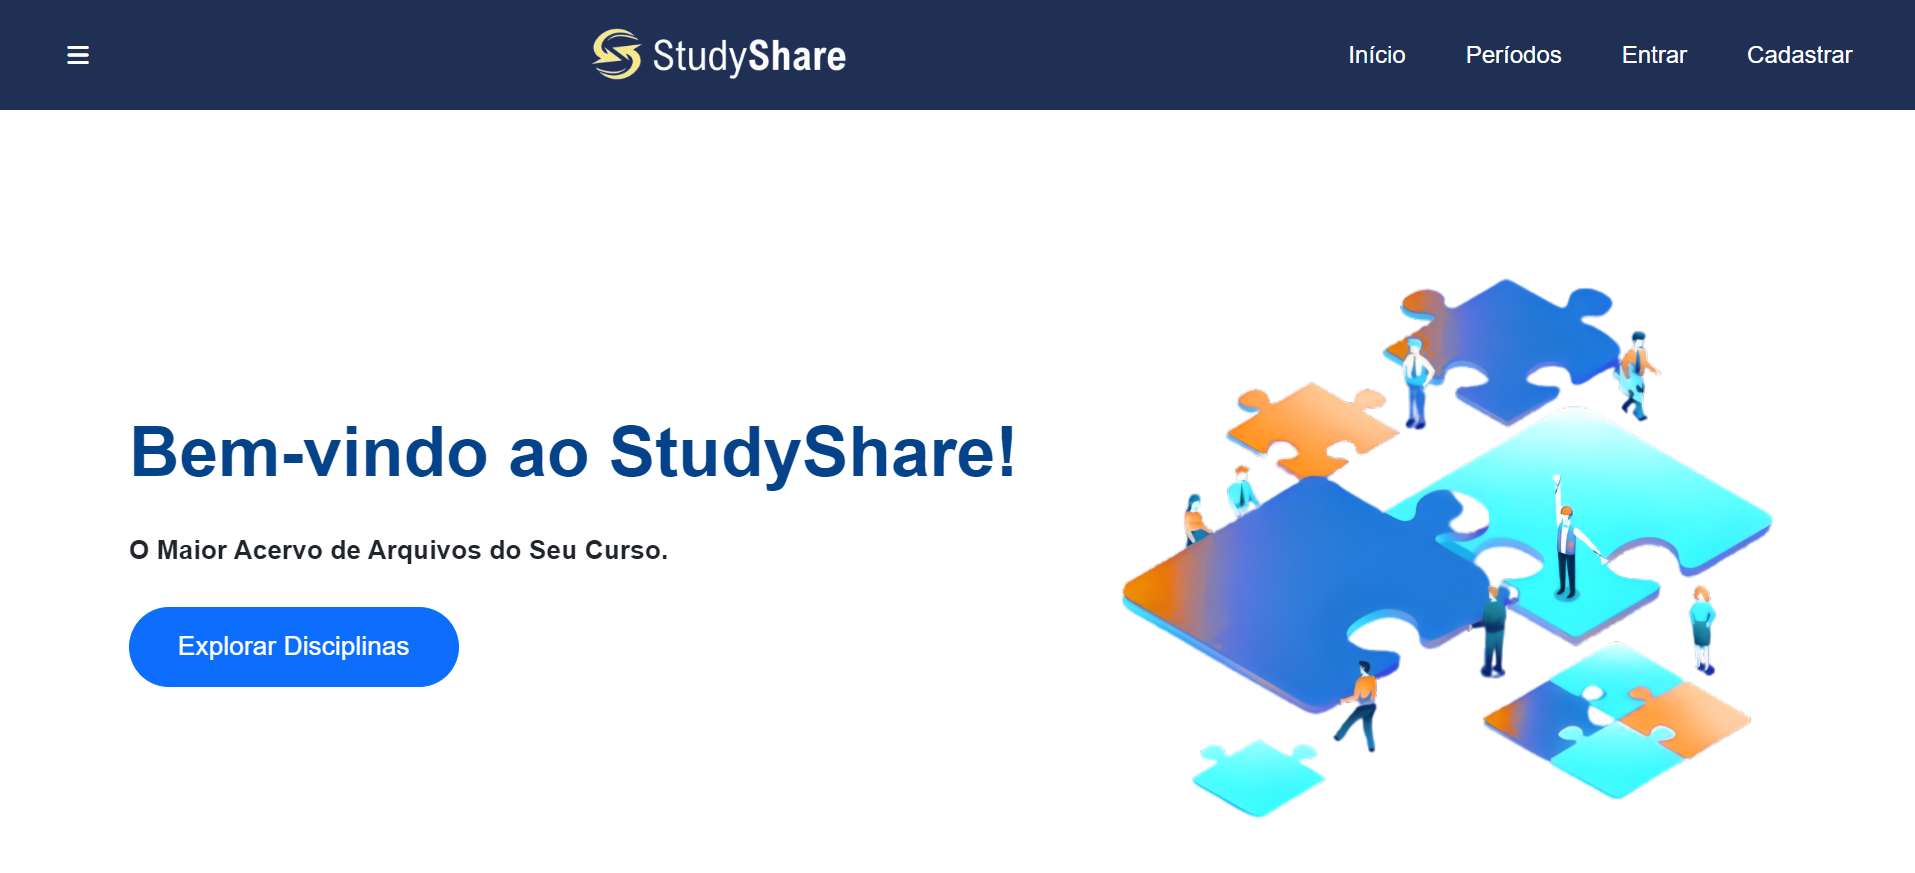 StudyShare
Início
Períodos
Entrar
Cadastrar
Bem-vindo ao StudyShare!
O Maior Acervo de Arquivos do Seu Curso.
Explorar Disciplinas